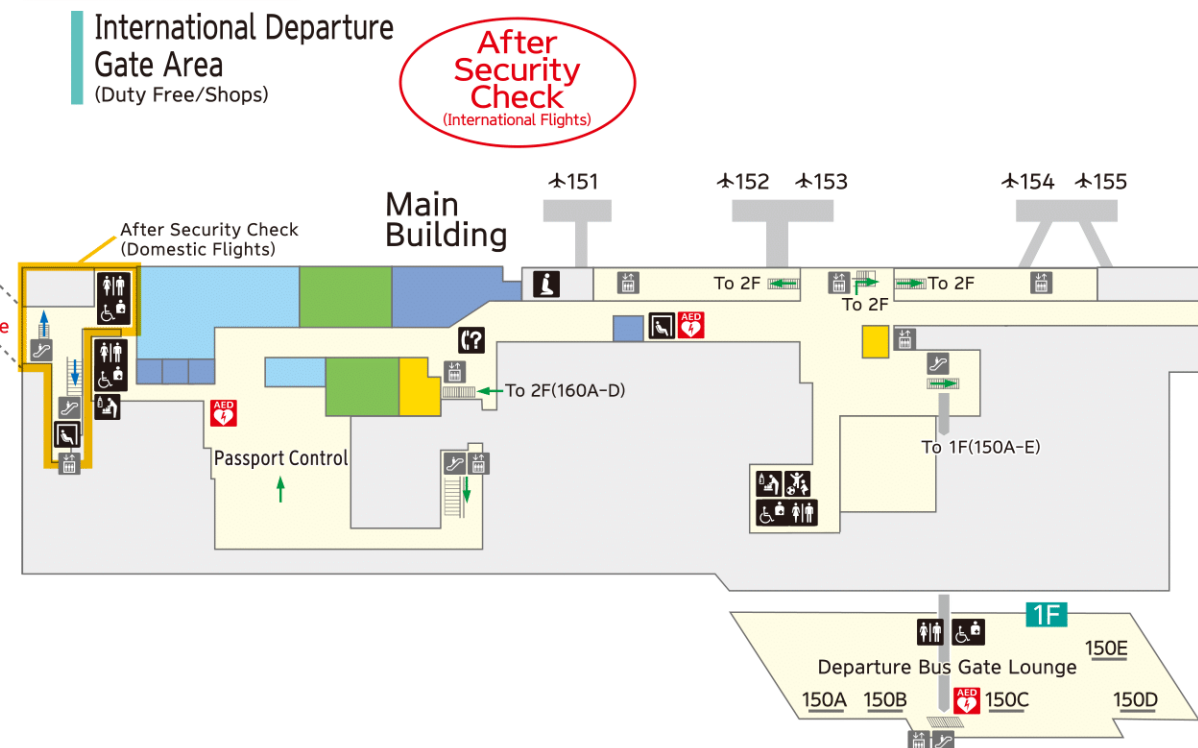 International Departure
Gate Area
(Duty Free/Shops)
After
Security
Check
(International Flights)
151
152
153
154
155
Main
Building
After Security Check
(Domestic Flights)
To 2F
To 2F
To 2F
e
?
AED
To 2F(160A-D)
AED
Passport Control
To 1F(150A-E)
1F
150E
Departure Bus Gate Lounge
150A
150B
AED
150C
150D